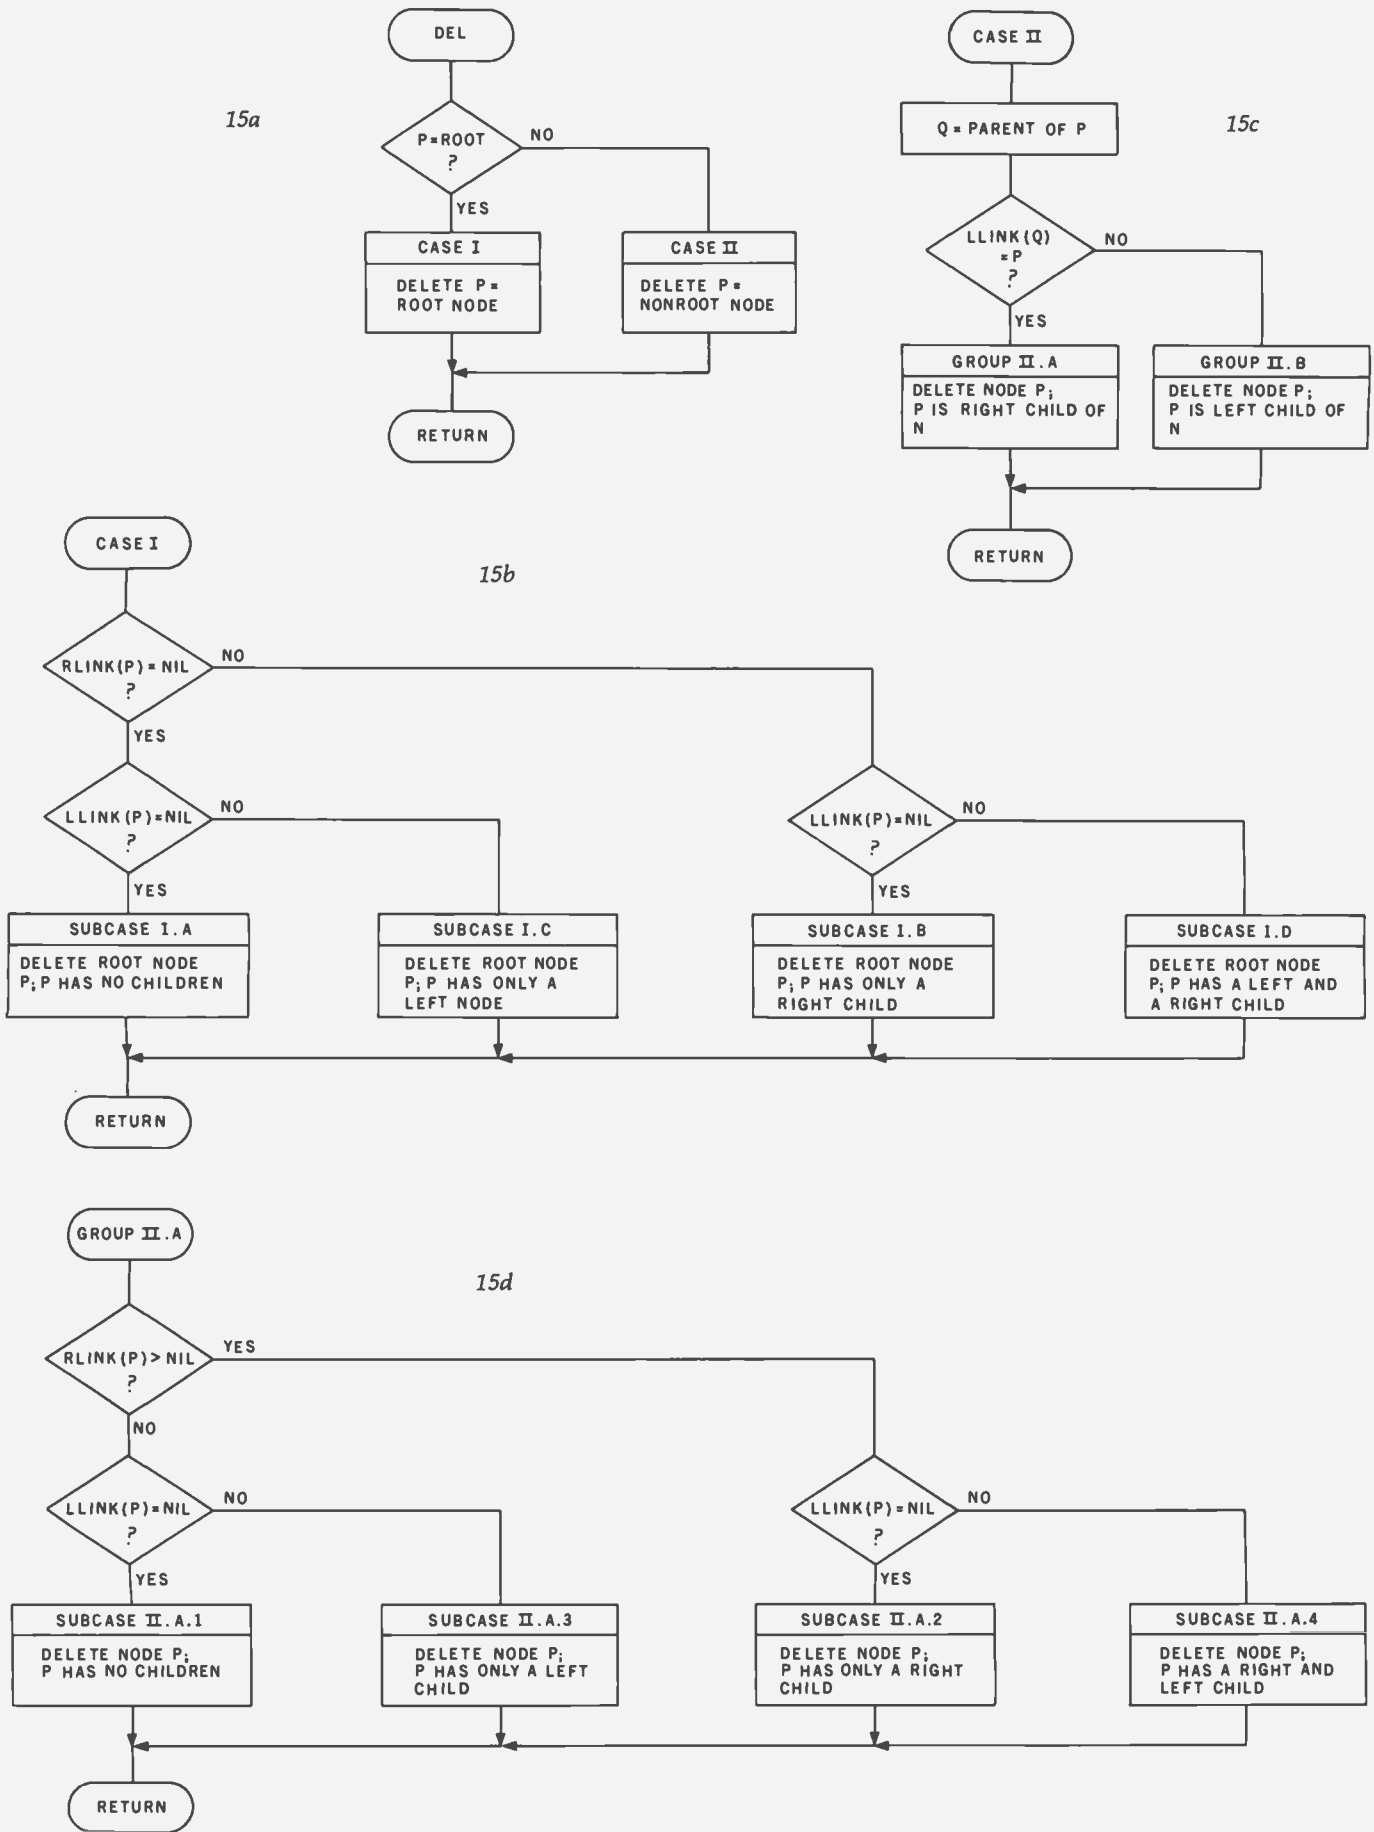 15a
DEL
P=ROOT
?
NO
YES
CASE I
DELETE P=
ROOT NODE
CASE II
DELETE P=
NONROOT NODE
RETURN
15c
CASE II
Q=PARENT OF P
LLINK(Q)
=P
?
NO
YES
GROUP II.A
DELETE NODE P;
P IS RIGHT CHILD OF
N
GROUP II.B
DELETE NODE P;
P IS LEFT CHILD OF
N
RETURN
15b
CASE I
RLINK(P)=NIL
?
NO
YES
LLINK(P)=NIL
?
NO
YES
LLINK(P)=NIL
?
NO
YES
SUBCASE I.A
DELETE ROOT NODE
P; P HAS NO CHILDREN
SUBCASE I.C
DELETE ROOT NODE
P; P HAS ONLY A
LEFT NODE
SUBCASE I.B
DELETE ROOT NODE
P; P HAS ONLY A
RIGHT CHILD
SUBCASE I.D
DELETE ROOT NODE
P; P HAS A LEFT AND
A RIGHT CHILD
RETURN
15d
GROUP II.A
RLINK(P)>NIL
?
YES
NO
LLINK(P)=NIL
?
NO
YES
LLINK(P)=NIL
?
NO
YES
SUBCASE II.A.1
DELETE NODE P;
P HAS NO CHILDREN
SUBCASE II.A.3
DELETE NODE P;
P HAS ONLY A LEFT
CHILD
SUBCASE II.A.2
DELETE NODE P;
P HAS ONLY A RIGHT
CHILD
SUBCASE II.A.4
DELETE NODE P;
P HAS A RIGHT AND
LEFT CHILD
RETURN